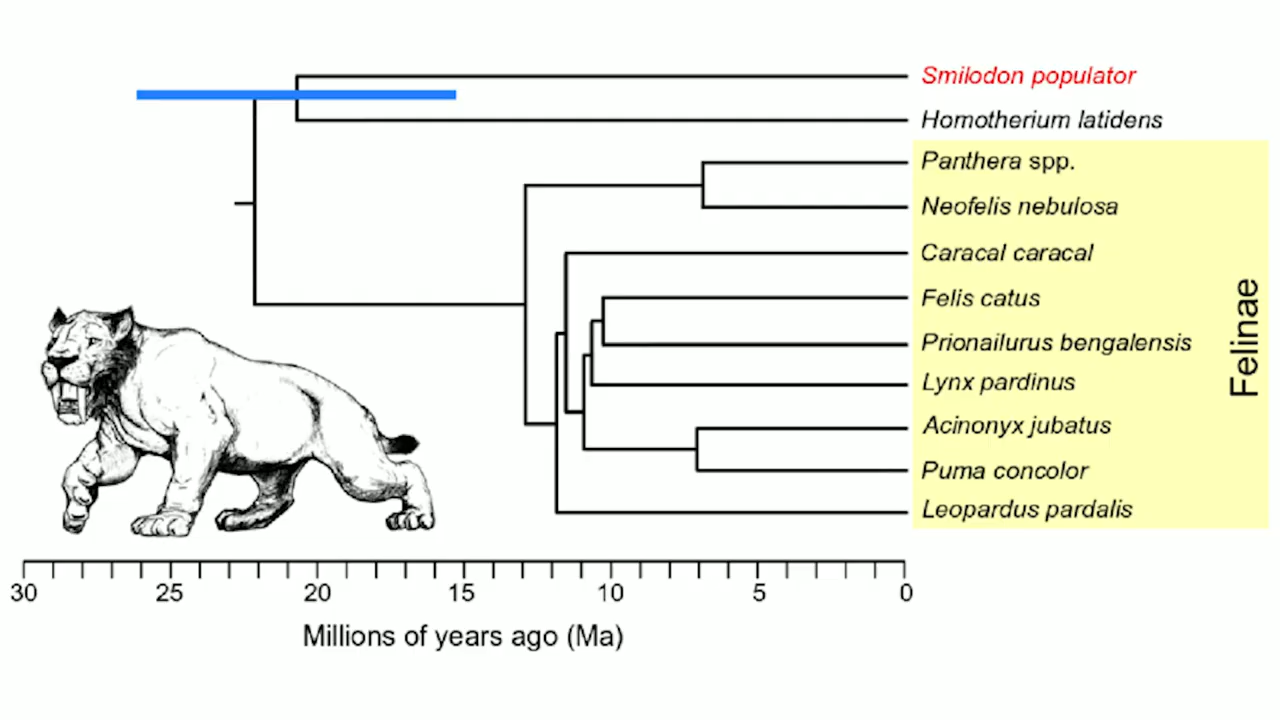 Smilodon populator
Homotherium latidens
Panthera spp.
Neofelis nebulosa
Caracal caracal
Felis catus
Prionailurus bengalensis
Lynx pardinus
Acinonyx jubatus
Puma concolor
Leopardus pardalis
Felinae
30 25 20 15 10 5 0
Millions of years ago (Ma)